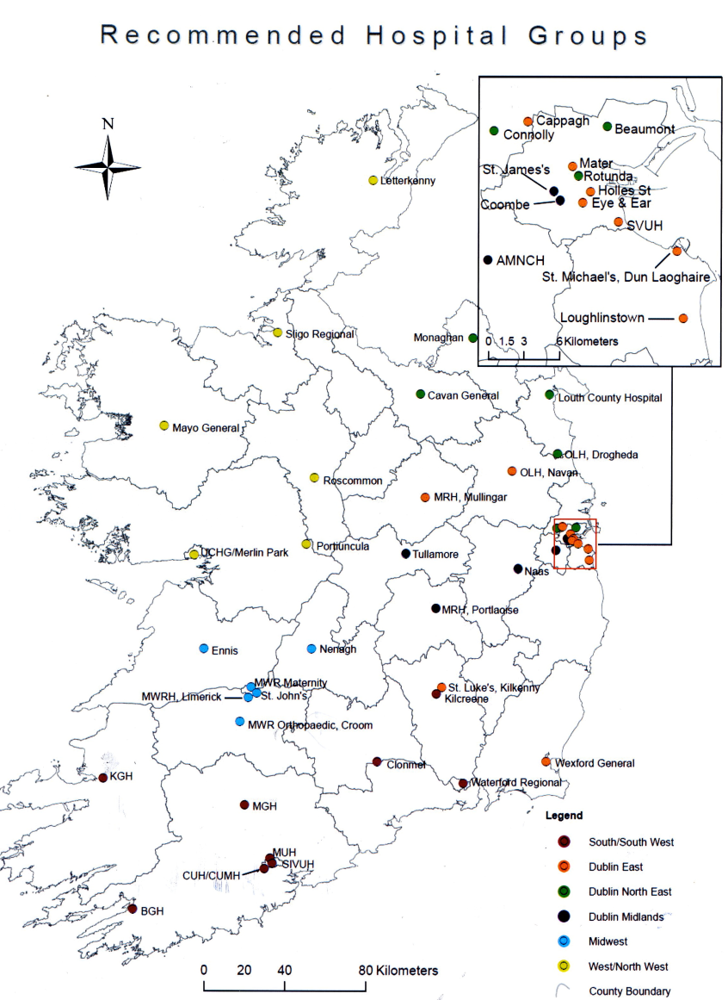 Recommended Hospital Groups
N
Cappagh
Connolly
Beaumont
Mater
St. James's
Rotunda
Holles St
Coombe
Eye & Ear
SVUH
AMNCH
St. Michael's, Dun Laoghaire
Loughlinstown
0 1.5 3 6 Kilometers
Letterkenny
Sligo Regional
Monaghan
Cavan General
Louth County Hospital
Mayo General
OLH, Drogheda
OLH, Navan
Roscommon
MRH, Mullingar
Portiuncula
UCHG/Merlin Park
Tullamore
Naas
MRH, Portlaoise
Ennis
Nenagh
MWR Maternity
MWRH, Limerick
St. John's
St. Luke's, Kilkenny
Kilcreene
MWR Orthopaedic, Croom
Clonmel
Wexford General
KGH
Waterford Regional
MGH
MUH
SIVUH
CUH/CUMH
BGH
Legend
South/South West
Dublin East
Dublin North East
Dublin Midlands
Midwest
West/North West
County Boundary
0 20 40 80 Kilometers